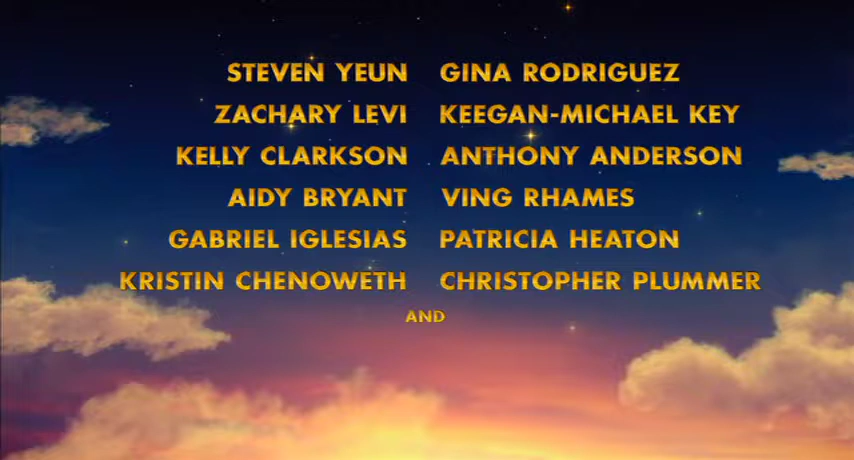 STEVEN YEUN GINA RODRIGUEZ
ZACHARY LEVI KEEGAN-MICHAEL KEY
KELLY CLARKSON ANTHONY ANDERSON
AIDY BRYANT VING RHAMES
GABRIEL IGLESIAS PATRICIA HEATON
KRISTIN CHENOWETH CHRISTOPHER PLUMMER
AND